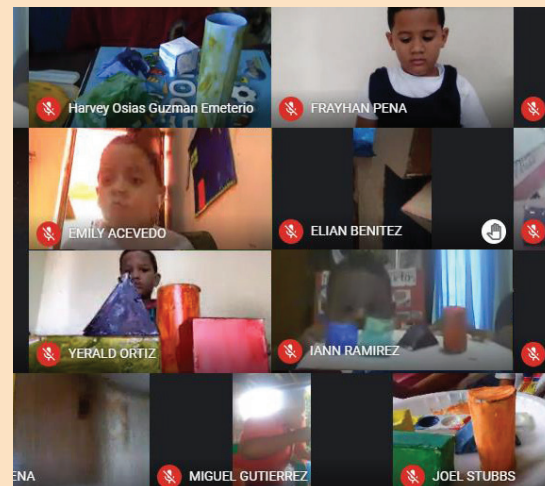 Harvey Osias Guzman Emeterio
FRAYHAN PENA
EMILY ACEVEDO
ELIAN BENITEZ
YERALD ORTIZ
IANN RAMIREZ
ENA
MIGUEL GUTIERREZ
JOEL STUBBS